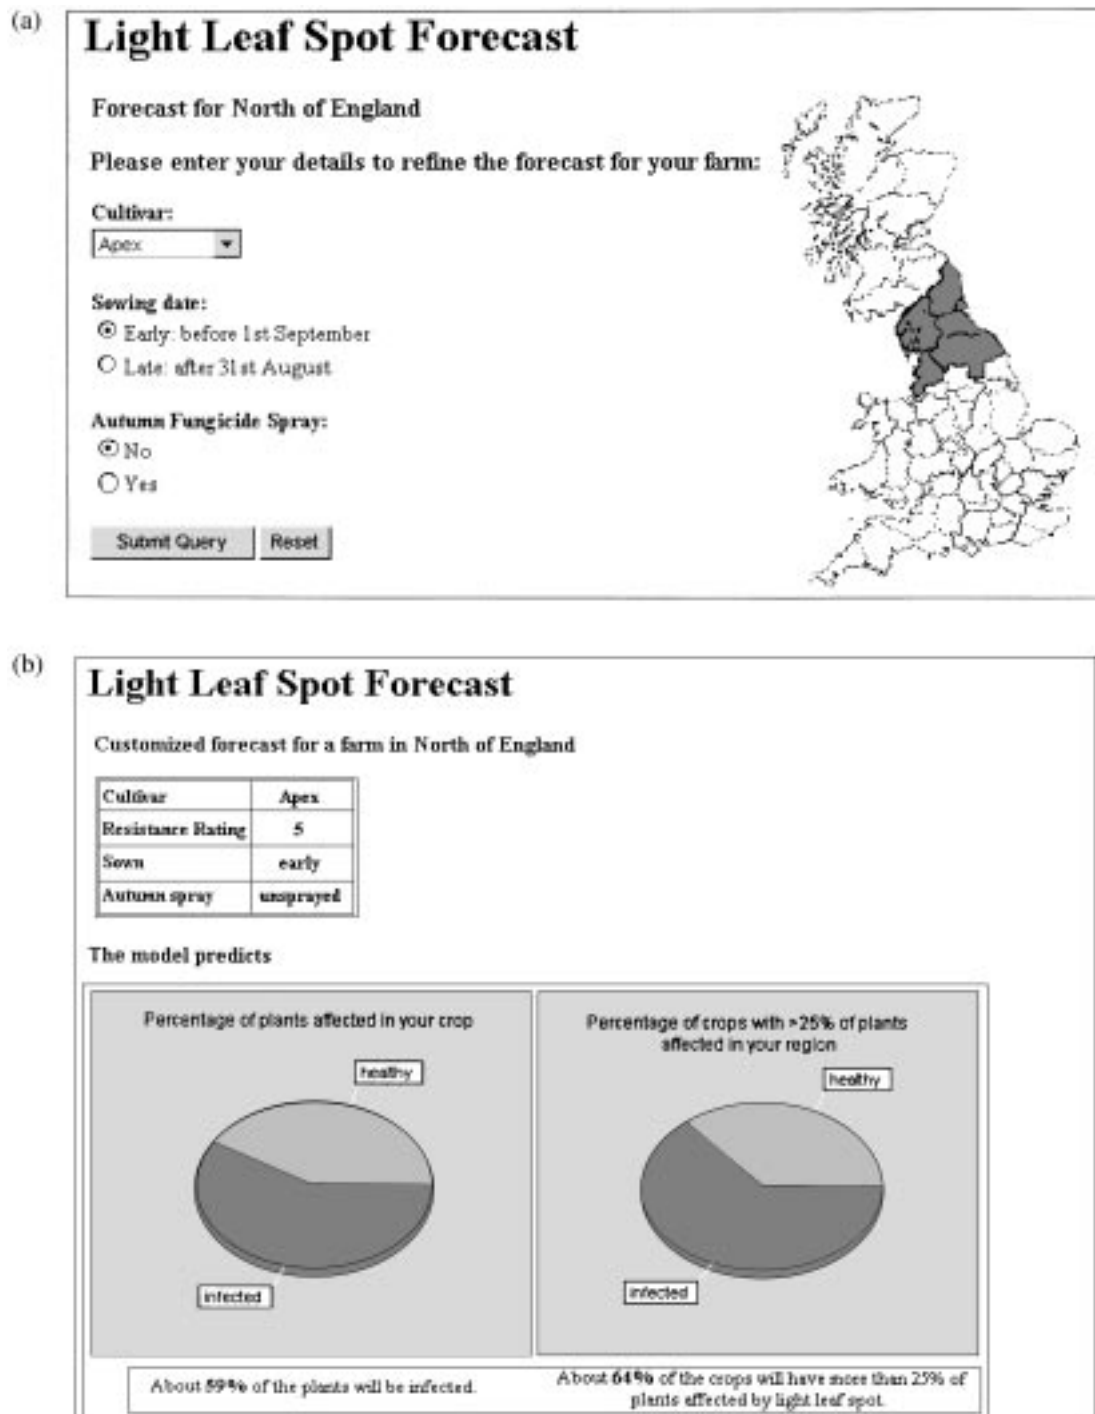 (a)
Light Leaf Spot Forecast
Forecast for North of England
Please enter your details to refine the forecast for your farm:
Cultivar:
Apex
Sowing date:
Early: before 1st September
Late: after 31st August
Autumn Fungicide Spray:
No
Yes
Submit Query Reset
(b)
Light Leaf Spot Forecast
Customized forecast for a farm in North of England
Cultivar Apex
Resistance Rating 5
Sown early
Autumn spray unsprayed
The model predicts
Percentage of plants affected in your crop
healthy
infected
Percentage of crops with >25% of plants
affected in your region
healthy
infected
About 59% of the plants will be infected.
About 64% of the crops will have more than 25% of
plants affected by light leaf spot.